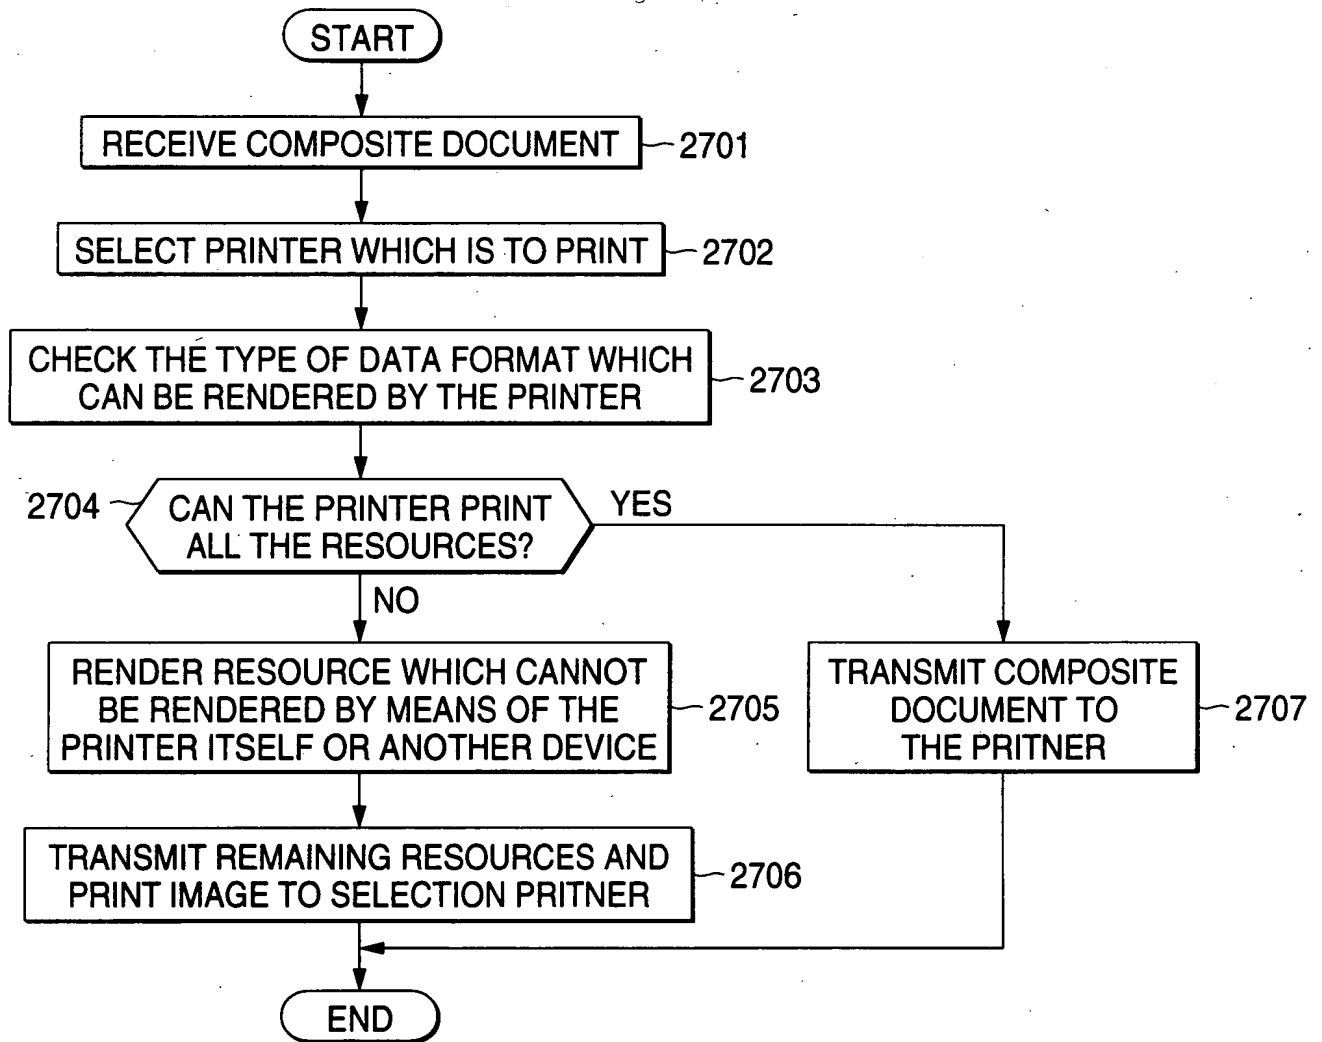 START
RECEIVE COMPOSITE DOCUMENT
2701
SELECT PRINTER WHICH IS TO PRINT
2702
CHECK THE TYPE OF DATA FORMAT WHICH
CAN BE RENDERED BY THE PRINTER
2703
2704
CAN THE PRINTER PRINT
ALL THE RESOURCES?
YES
NO
RENDER RESOURCE WHICH CANNOT
BE RENDERED BY MEANS OF THE
PRINTER ITSELF OR ANOTHER DEVICE
2705
TRANSMIT COMPOSITE
DOCUMENT TO
THE PRITNER
2707
TRANSMIT REMAINING RESOURCES AND
PRINT IMAGE TO SELECTION PRITNER
2706
END